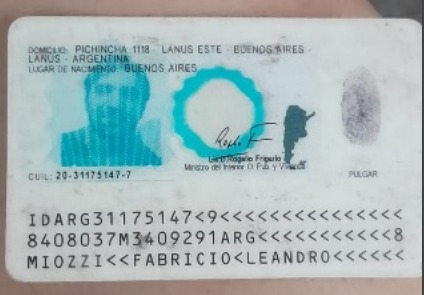 DOMICILIO: PICHINCHA 1118 LANUS ESTE - BUENOS AIRES -
LANUS - ARGENTINA
LUGAR DE NACIMIENTO: BUENOS AIRES
Lic. Rogelio Frigerio
Ministro del Interior O. Pub. y Vivienda
CUIL: 20-31175147-7
PULGAR
IDARG31175147<9<<<<<<<<<<<<<<<
8408037M3409291ARG<<<<<<<<<<<8
MIOZZI<<FABRICIO<LEANDRO<<<<<<